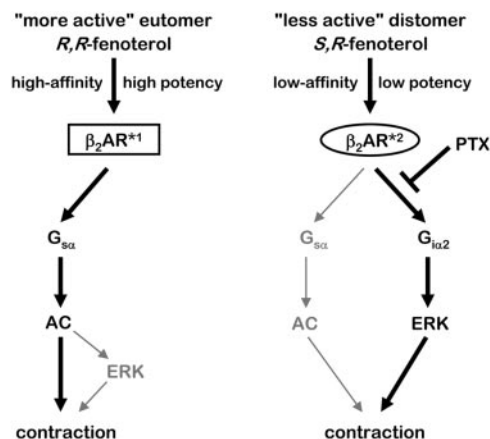 "more active" eutomer
R,R-fenoterol
high-affinity high potency
β₂AR*1
Gsα
AC
ERK
contraction
"less active" distomer
S,R-fenoterol
low-affinity low potency
β₂AR*2
PTX
Gsα
Giα2
AC
ERK
contraction